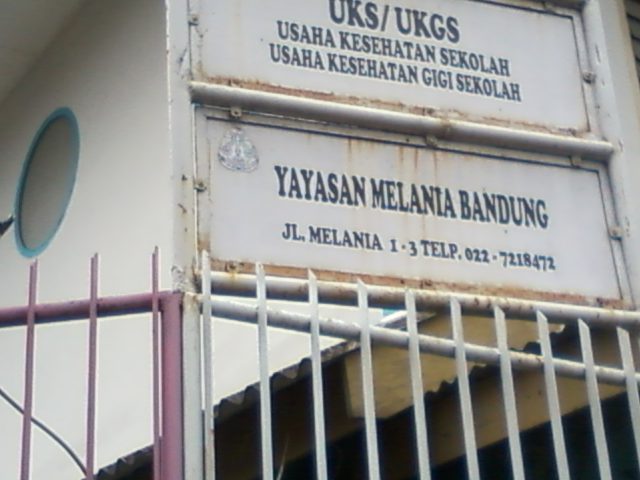 UKS/UKGS
USAHA KESEHATAN SEKOLAH
USAHA KESEHATAN GIGI SEKOLAH
YAYASAN MELANIA BANDUNG
JL. MELANIA 1 - 3 TELP. 022 - 7218472